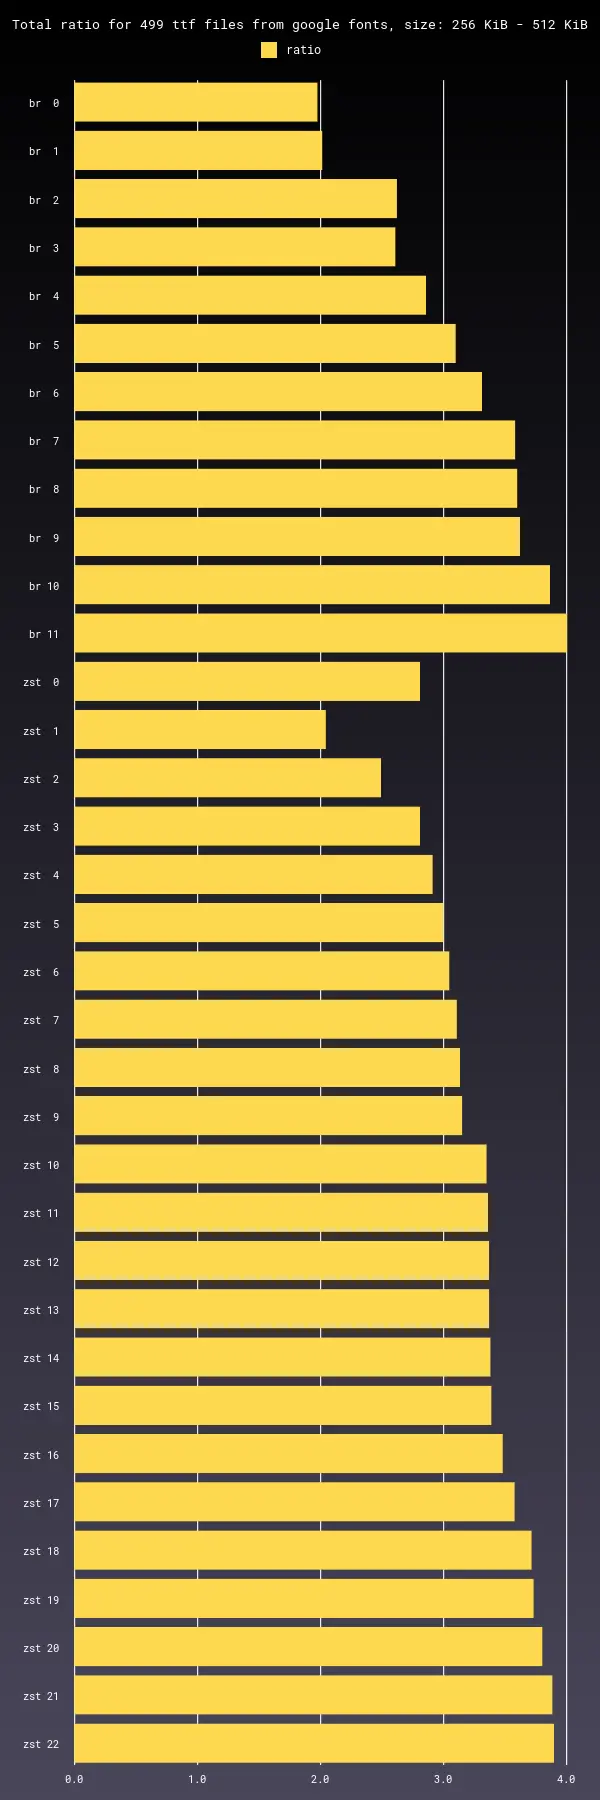 Total ratio for 499 ttf files from google fonts, size: 256 KiB - 512 KiB
ratio
br  0
br  1
br  2
br  3
br  4
br  5
br  6
br  7
br  8
br  9
br 10
br 11
zst  0
zst  1
zst  2
zst  3
zst  4
zst  5
zst  6
zst  7
zst  8
zst  9
zst 10
zst 11
zst 12
zst 13
zst 14
zst 15
zst 16
zst 17
zst 18
zst 19
zst 20
zst 21
zst 22
0.0 1.0 2.0 3.0 4.0